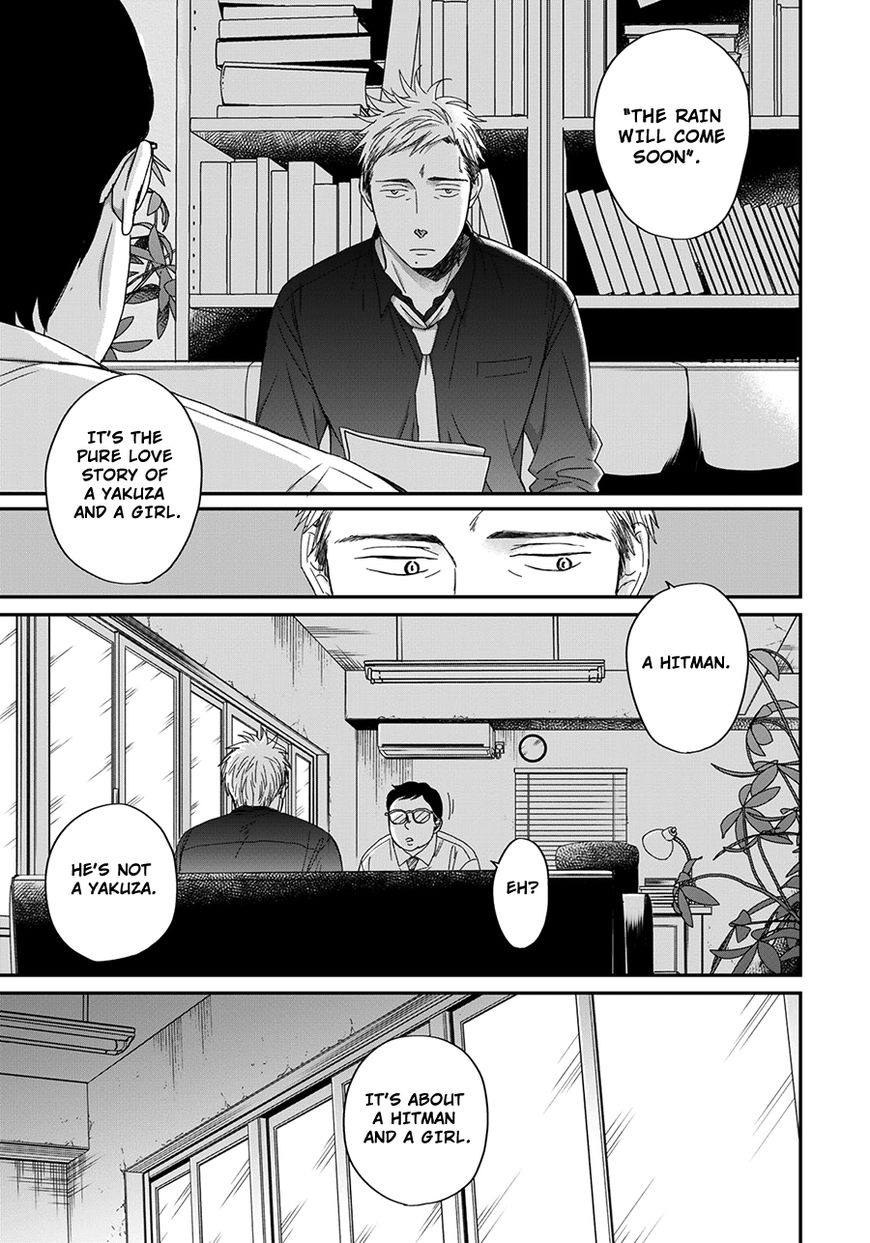 "THE RAIN
WILL COME
SOON".
IT'S THE
PURE LOVE
STORY OF
A YAKUZA
AND A GIRL.
A HITMAN.
EH?
HE'S NOT
A YAKUZA.
IT'S ABOUT
A HITMAN
AND A GIRL.